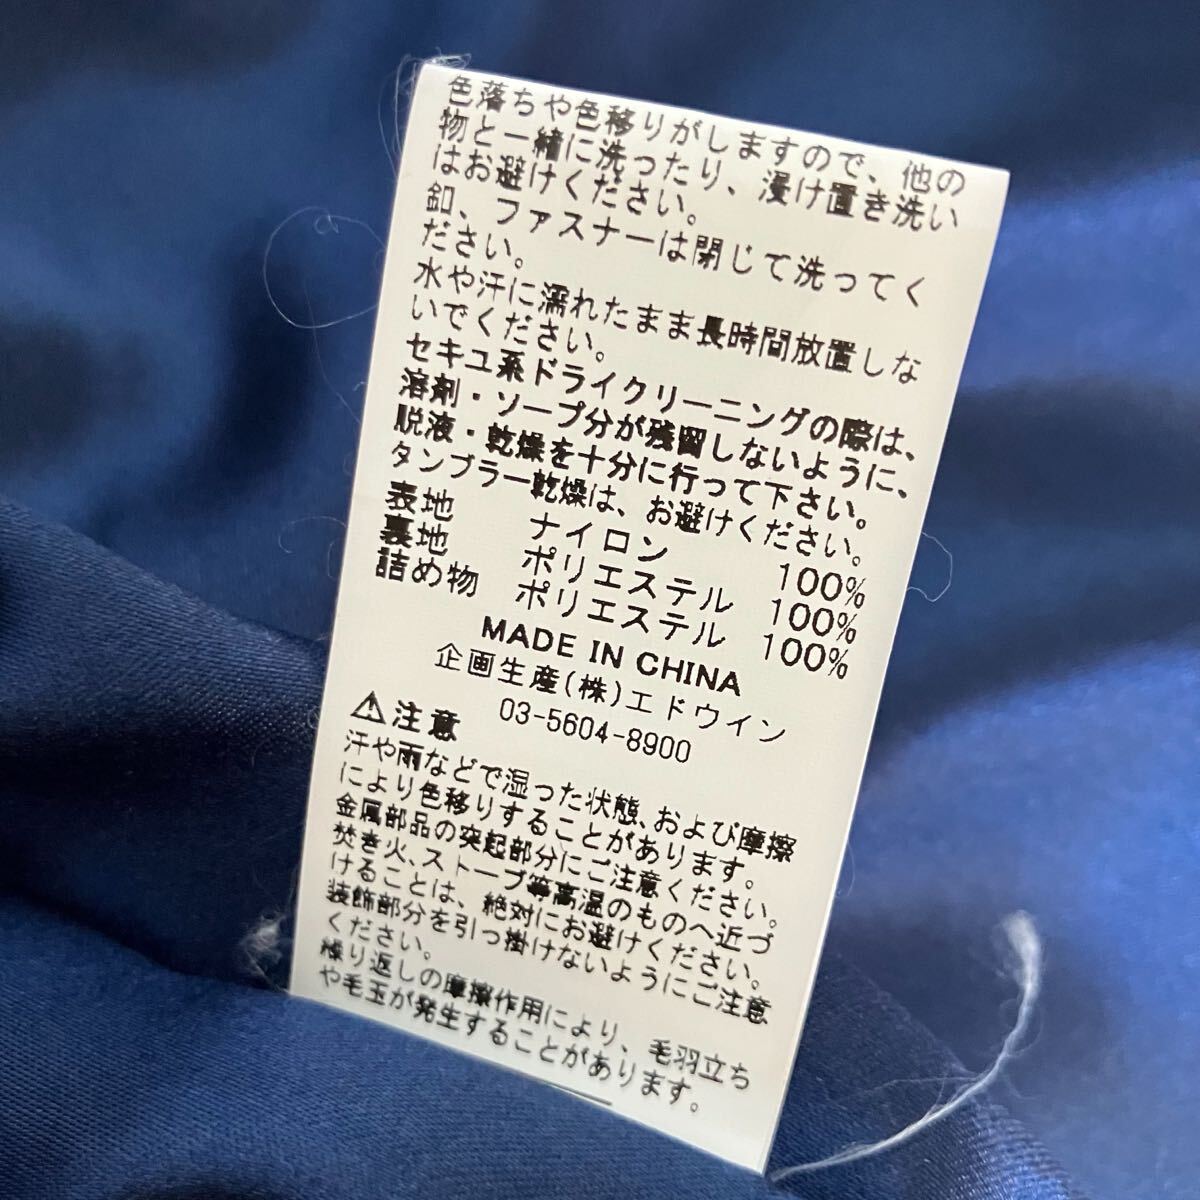 色落ちや色移りがしますので、他の
物と一緒に洗ったり、浸け置き洗い
はお避けください。
釦、ファスナーは閉じて洗ってく
ださい。
水や汗に濡れたまま長時間放置しな
いでください。
セキユ系ドライクリーニングの際は、
溶剤・ソープ分が残留しないように、
脱液・乾燥を十分に行って下さい。
タンブラー乾燥は、お避けください。
表地 ナイロン 100%
裏地 ポリエステル 100%
詰め物 ポリエステル 100%
MADE IN CHINA
企画生産(株)エドウイン
03-5604-8900
⚠注意
汗や雨などで湿った状態、および摩擦
により色移りすることがあります。
金属部品の突起部分にご注意ください。
焚き火、ストーブ等高温のものへ近づ
けることは、絶対にお避けください。
装飾部分を引っ掛けないようにご注意
ください。
繰り返しの摩擦作用により、毛羽立ち
や毛玉が発生することがあります。